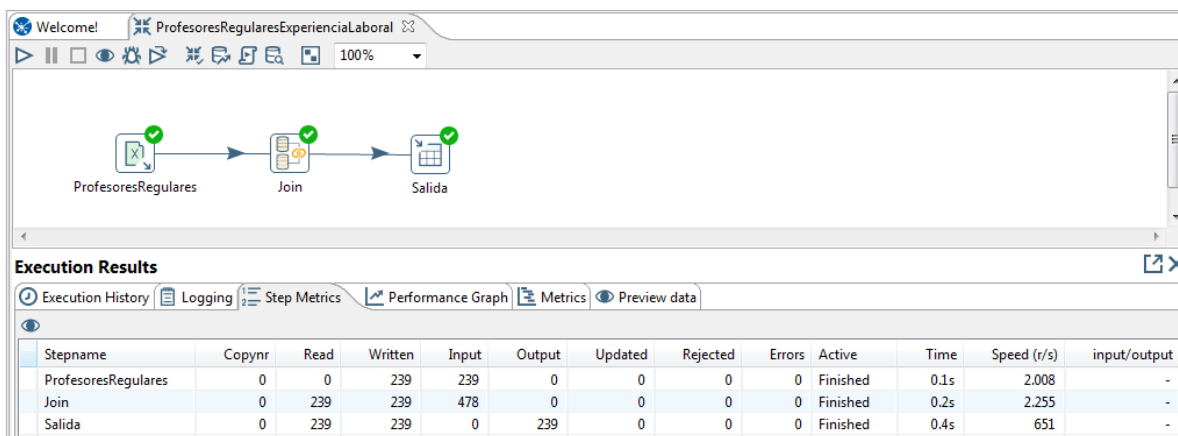 Welcome! ProfesoresRegularesExperienciaLaboral
100%
ProfesoresRegulares Join Salida
Execution Results
Execution History Logging Step Metrics Performance Graph Metrics Preview data
Stepname Copynr Read Written Input Output Updated Rejected Errors Active Time Speed (r/s) input/output
ProfesoresRegulares 0 0 239 239 0 0 0 0 Finished 0.1s 2.008 -
Join 0 239 239 478 0 0 0 0 Finished 0.2s 2.255 -
Salida 0 239 239 0 239 0 0 0 Finished 0.4s 651 -